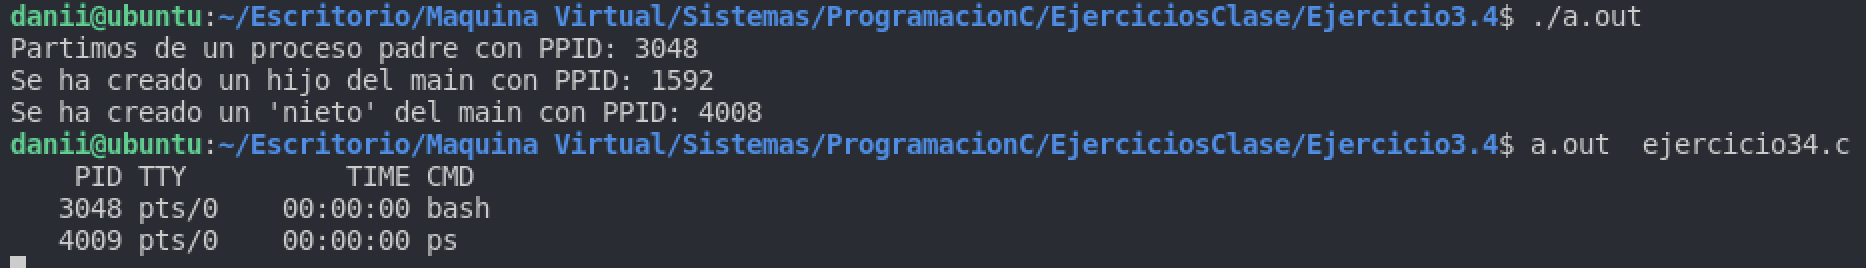 danii@ubuntu:~/Escritorio/Maquina Virtual/Sistemas/ProgramacionC/EjerciciosClase/Ejercicio3.4$ ./a.out
Partimos de un proceso padre con PPID: 3048
Se ha creado un hijo del main con PPID: 1592
Se ha creado un 'nieto' del main con PPID: 4008
danii@ubuntu:~/Escritorio/Maquina Virtual/Sistemas/ProgramacionC/EjerciciosClase/Ejercicio3.4$ a.out  ejercicio34.c
    PID TTY          TIME CMD
   3048 pts/0    00:00:00 bash
   4009 pts/0    00:00:00 ps